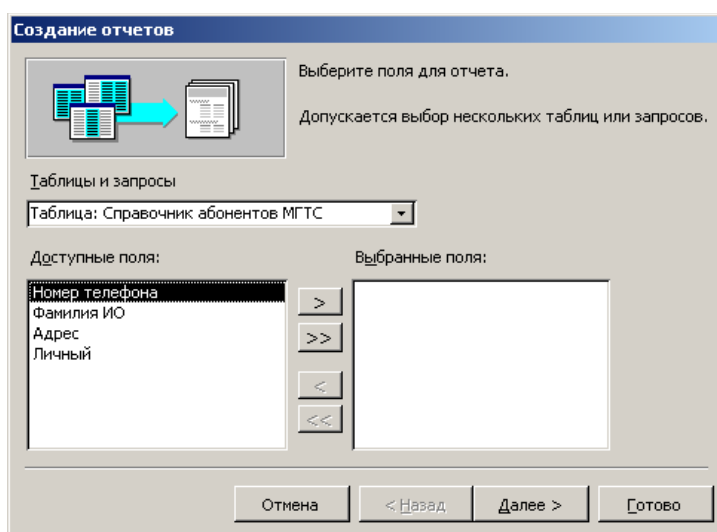 Создание отчетов
Выберите поля для отчета.
Допускается выбор нескольких таблиц или запросов.
Таблицы и запросы
Таблица: Справочник абонентов МГТС
Доступные поля:
Выбранные поля:
Номер телефона
Фамилия ИО
Адрес
Личный
>
>>
<
<<
Отмена
< Назад
Далее >
Готово